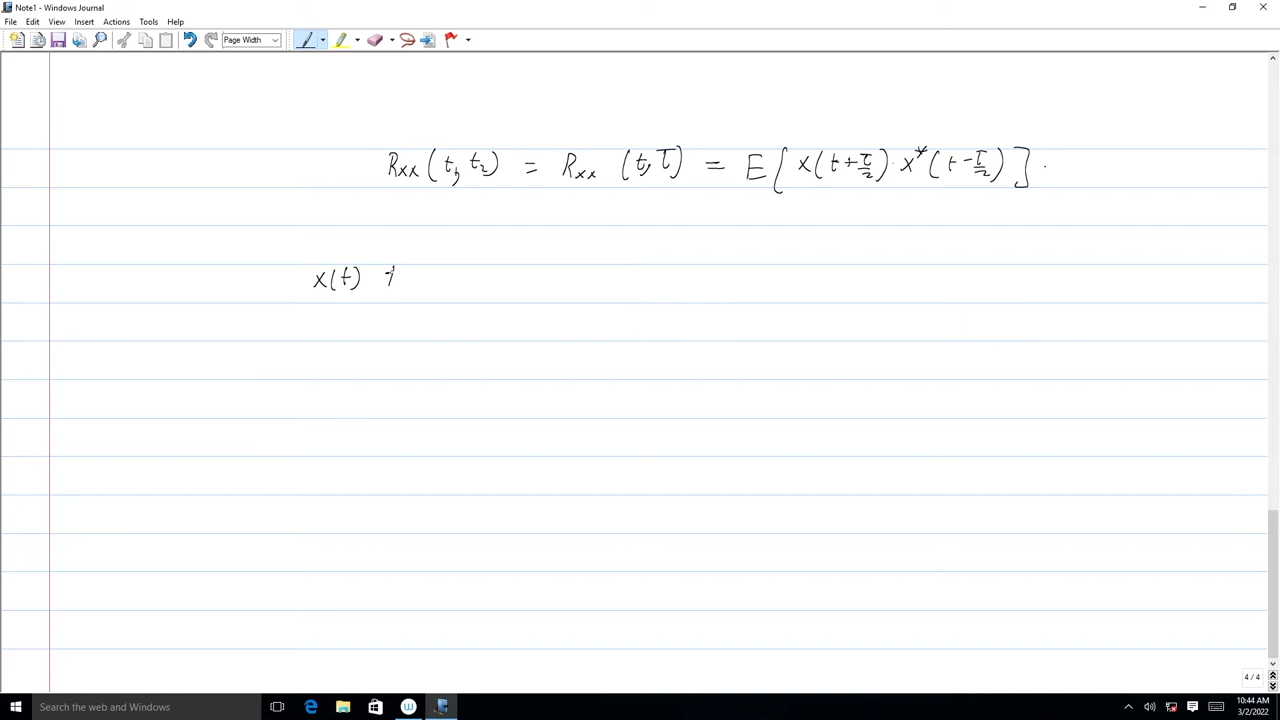 Note1 - Windows Journal
File Edit View Insert Actions Tools Help
Page Width
Rxx (t1, t2) = Rxx (t, τ) = E[ x(t+τ/2) · x*(t-τ/2) ] .
x(t)
4 / 4
Search the web and Windows
10:44 AM
3/2/2022